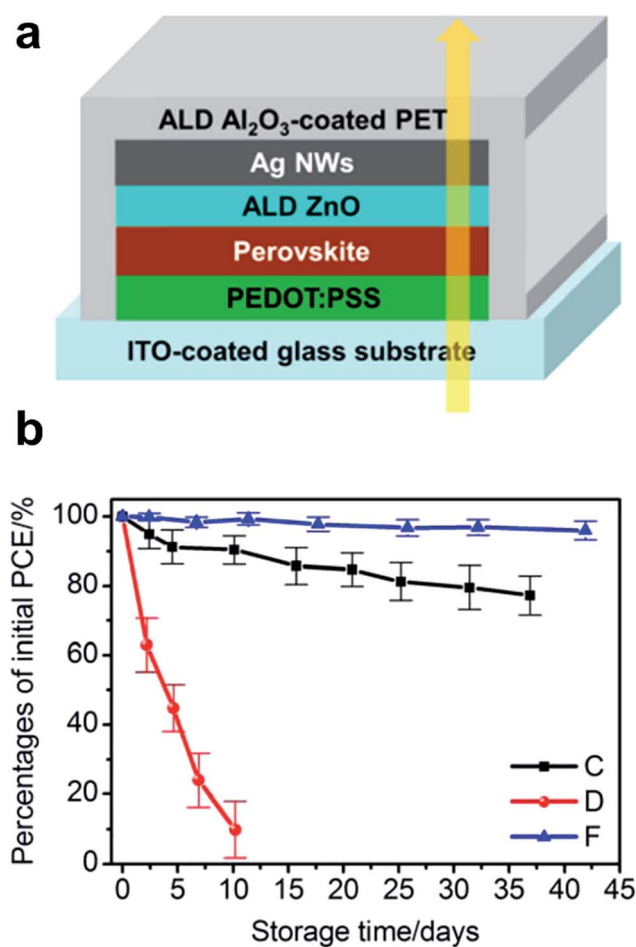 a
ALD Al₂O₃-coated PET
Ag NWs
ALD ZnO
Perovskite
PEDOT:PSS
ITO-coated glass substrate
b
Percentages of initial PCE/%
100
80
60
40
20
0
C
D
F
0 5 10 15 20 25 30 35 40 45
Storage time/days